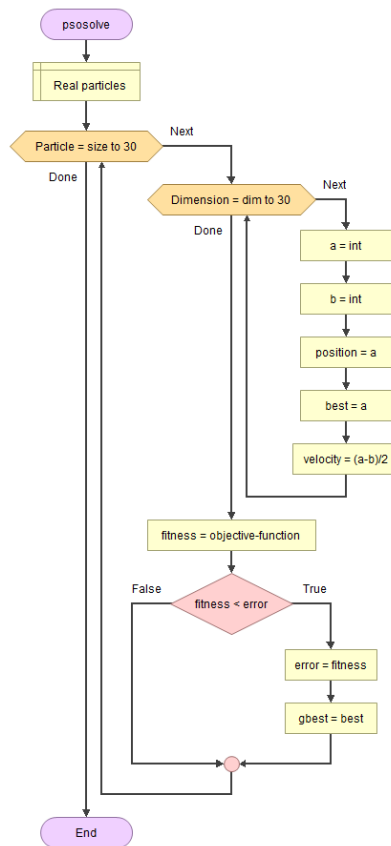 psosolve
Real particles
Particle = size to 30
Next
Done
Dimension = dim to 30
Next
Done
a = int
b = int
position = a
best = a
velocity = (a-b)/2
fitness = objective-function
False
fitness < error
True
error = fitness
gbest = best
End